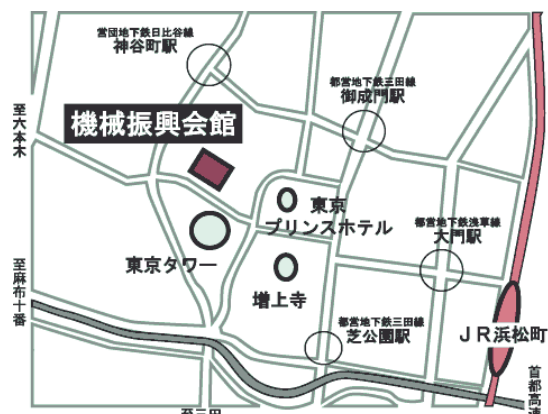 営団地下鉄日比谷線
神谷町駅
都営地下鉄三田線
御成門駅
至六本木
機械振興会館
東京
プリンスホテル
都営地下鉄浅草線
大門駅
東京タワー
至麻布十番
増上寺
都営地下鉄三田線
芝公園駅
JR浜松町
首都高速
至三田